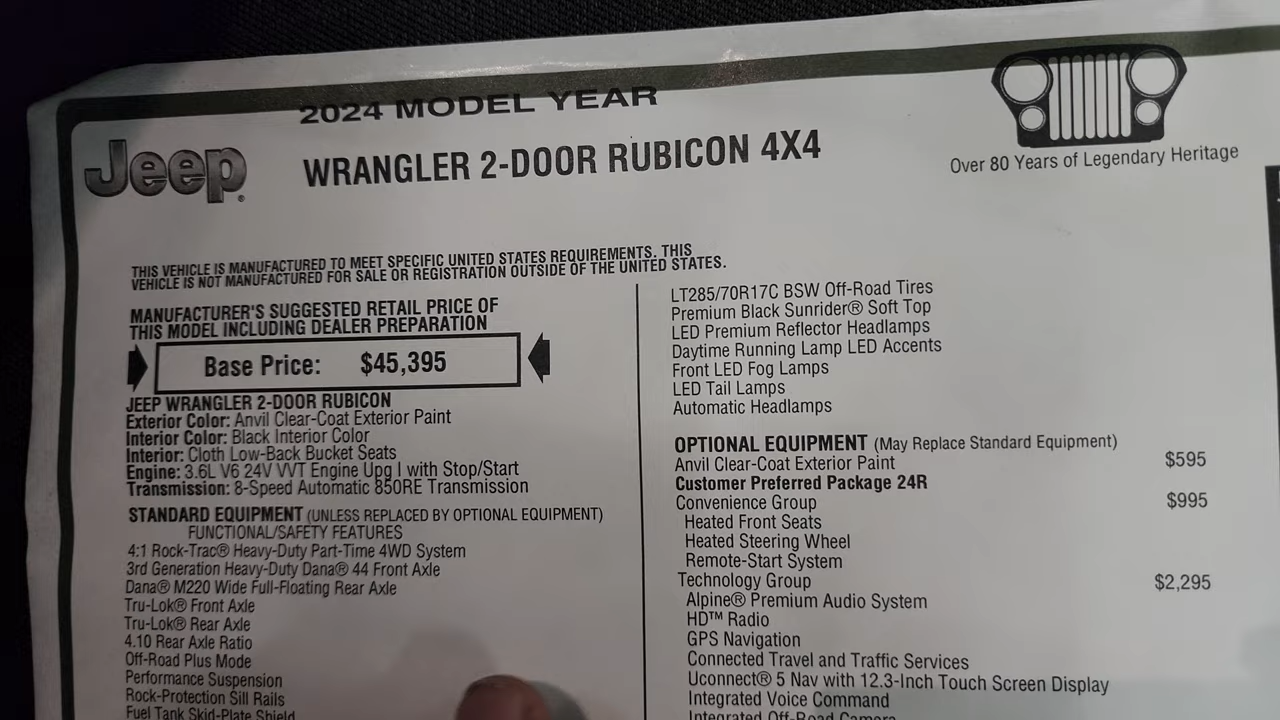 2024 MODEL YEAR
Jeep®
WRANGLER 2-DOOR RUBICON 4X4
Over 80 Years of Legendary Heritage
THIS VEHICLE IS MANUFACTURED TO MEET SPECIFIC UNITED STATES REQUIREMENTS. THIS
VEHICLE IS NOT MANUFACTURED FOR SALE OR REGISTRATION OUTSIDE OF THE UNITED STATES.
MANUFACTURER'S SUGGESTED RETAIL PRICE OF
THIS MODEL INCLUDING DEALER PREPARATION
Base Price: $45,395
JEEP WRANGLER 2-DOOR RUBICON
Exterior Color: Anvil Clear-Coat Exterior Paint
Interior Color: Black Interior Color
Interior: Cloth Low-Back Bucket Seats
Engine: 3.6L V6 24V VVT Engine Upg I with Stop/Start
Transmission: 8-Speed Automatic 850RE Transmission
STANDARD EQUIPMENT (UNLESS REPLACED BY OPTIONAL EQUIPMENT)
FUNCTIONAL/SAFETY FEATURES
4:1 Rock-Trac® Heavy-Duty Part-Time 4WD System
3rd Generation Heavy-Duty Dana® 44 Front Axle
Dana® M220 Wide Full-Floating Rear Axle
Tru-Lok® Front Axle
Tru-Lok® Rear Axle
4.10 Rear Axle Ratio
Off-Road Plus Mode
Performance Suspension
Rock-Protection Sill Rails
Fuel Tank Skid-Plate Shield
LT285/70R17C BSW Off-Road Tires
Premium Black Sunrider® Soft Top
LED Premium Reflector Headlamps
Daytime Running Lamp LED Accents
Front LED Fog Lamps
LED Tail Lamps
Automatic Headlamps
OPTIONAL EQUIPMENT (May Replace Standard Equipment)
Anvil Clear-Coat Exterior Paint $595
Customer Preferred Package 24R
Convenience Group $995
Heated Front Seats
Heated Steering Wheel
Remote-Start System
Technology Group $2,295
Alpine® Premium Audio System
HD™ Radio
GPS Navigation
Connected Travel and Traffic Services
Uconnect® 5 Nav with 12.3-Inch Touch Screen Display
Integrated Voice Command
Integrated Off-Road Camera